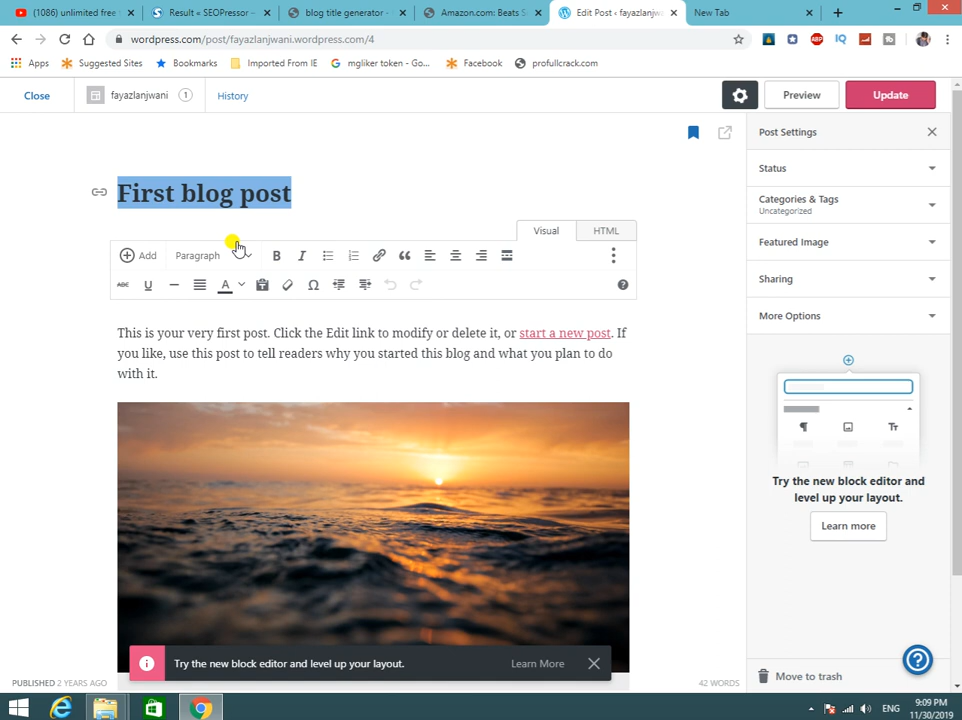 (1086) unlimited free
Result = SEOPressor –
blog title generator -
Amazon.com: Beats S
Edit Post ‹ fayazlanjw
New Tab
wordpress.com/post/fayazlanjwani.wordpress.com/4
ABP
IQ
Apps
Suggested Sites
Bookmarks
Imported From IE
mgliker token - Go...
Facebook
profullcrack.com
Close
fayazlanjwani
1
History
Preview
Update
Post Settings
First blog post
Status
Categories & Tags
Uncategorized
Visual
HTML
Featured Image
Add
Paragraph
B
I
ABC
U
A
Sharing
More Options
This is your very first post. Click the Edit link to modify or delete it, or start a new post. If
you like, use this post to tell readers why you started this blog and what you plan to do
with it.
Tт
Try the new block editor and
level up your layout.
Learn more
Try the new block editor and level up your layout.
Learn More
PUBLISHED 2 YEARS AGO
42 WORDS
Move to trash
ENG
9:09 PM
11/30/2019